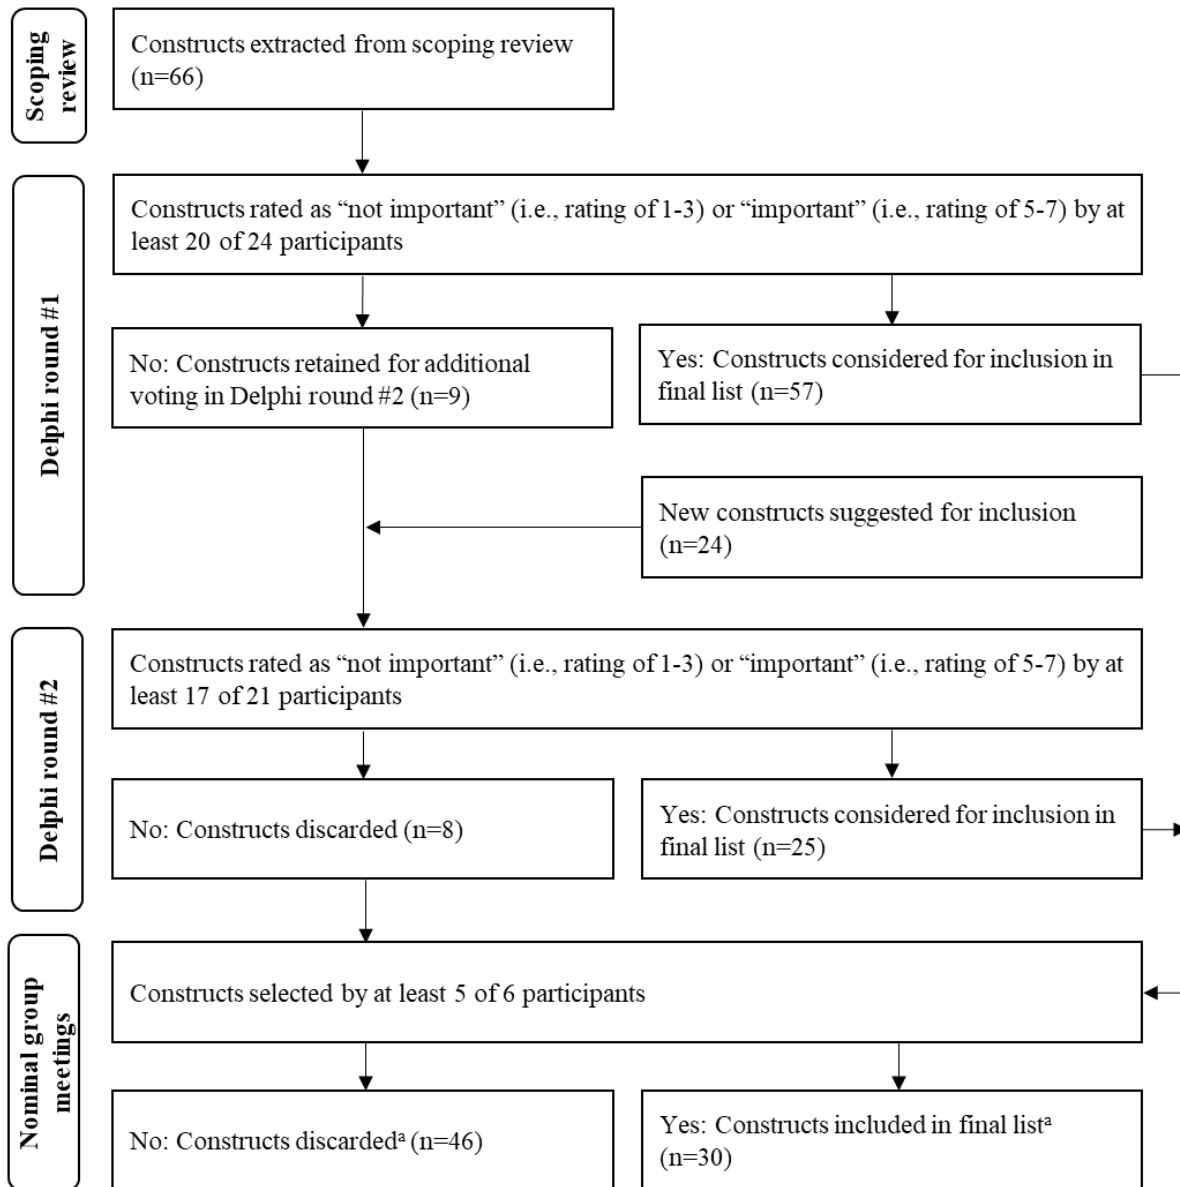 Scoping
review
Constructs extracted from scoping review
(n=66)
Delphi round #1
Constructs rated as “not important” (i.e., rating of 1-3) or “important” (i.e., rating of 5-7) by at
least 20 of 24 participants
No: Constructs retained for additional
voting in Delphi round #2 (n=9)
Yes: Constructs considered for inclusion in
final list (n=57)
New constructs suggested for inclusion
(n=24)
Delphi round #2
Constructs rated as “not important” (i.e., rating of 1-3) or “important” (i.e., rating of 5-7) by at
least 17 of 21 participants
No: Constructs discarded (n=8)
Yes: Constructs considered for inclusion in
final list (n=25)
Nominal group
meetings
Constructs selected by at least 5 of 6 participants
No: Constructs discardedᵃ (n=46)
Yes: Constructs included in final listᵃ
(n=30)